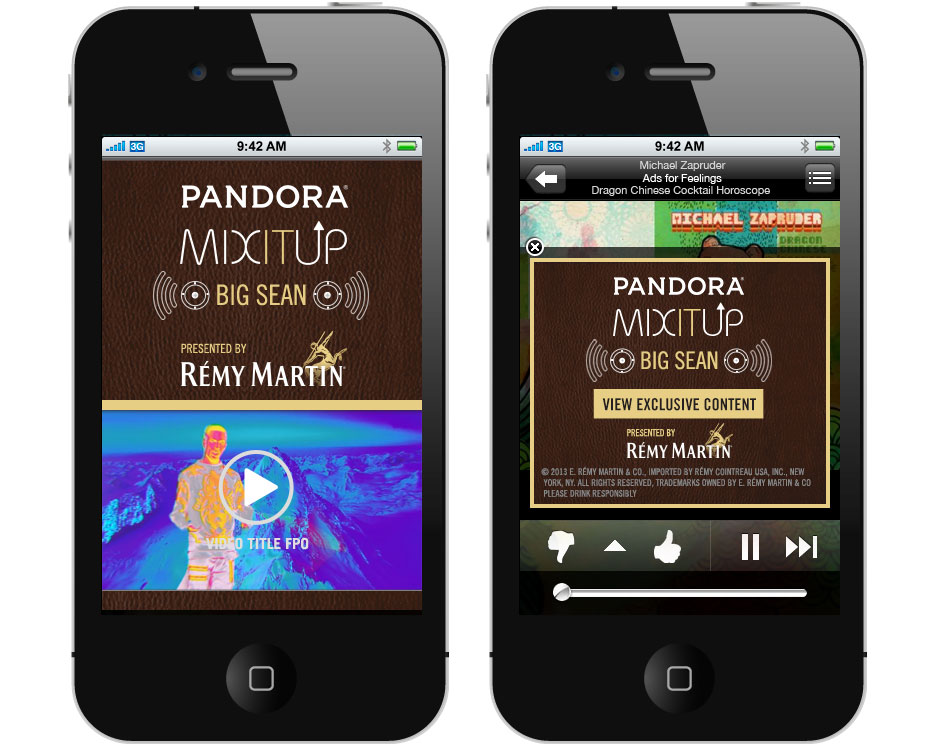 3G 9:42 AM
PANDORA®
MIXITUP
BIG SEAN
PRESENTED BY
RÉMY MARTIN
VIDEO TITLE FPO
3G 9:42 AM
Michael Zapruder
Ads for Feelings
Dragon Chinese Cocktail Horoscope
MICHAEL ZAPRUDER
DRAGON
PANDORA®
MIXITUP
BIG SEAN
VIEW EXCLUSIVE CONTENT
PRESENTED BY
RÉMY MARTIN
© 2013 E. RÉMY MARTIN & CO., IMPORTED BY RÉMY COINTREAU USA, INC., NEW
YORK, NY. ALL RIGHTS RESERVED, TRADEMARKS OWNED BY E. RÉMY MARTIN & CO
PLEASE DRINK RESPONSIBLY